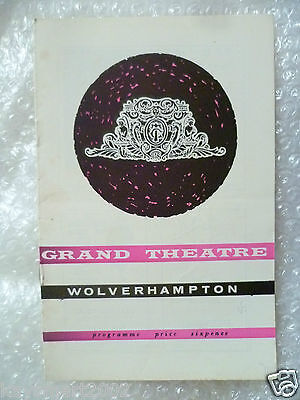 GRAND THEATRE
WOLVERHAMPTON
programme price sixpence